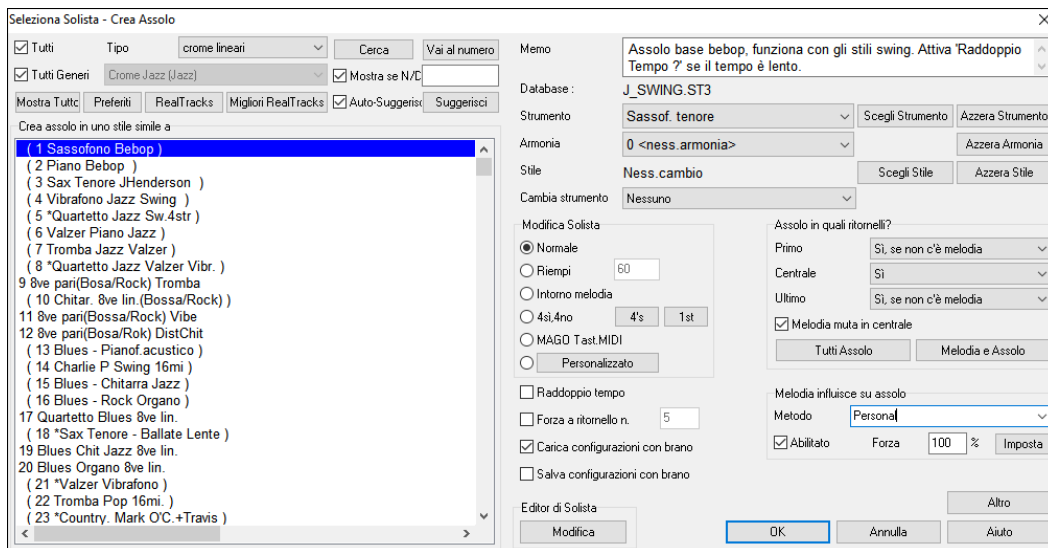 Seleziona Solista - Crea Assolo
Tutti Tipo crome lineari Cerca Vai al numero
Tutti Generi Crome Jazz (Jazz) Mostra se N/D
Mostra Tutto Preferiti RealTracks Migliori RealTracks Auto-Suggerisc Suggerisci
Crea assolo in uno stile simile a
( 1 Sassofono Bebop )
( 2 Piano Bebop )
( 3 Sax Tenore JHenderson )
( 4 Vibrafono Jazz Swing )
( 5 *Quartetto Jazz Sw.4str )
( 6 Valzer Piano Jazz )
( 7 Tromba Jazz Valzer )
( 8 *Quartetto Jazz Valzer Vibr. )
9 8ve pari(Bosa/Rock) Tromba
( 10 Chitar. 8ve lin.(Bossa/Rock) )
11 8ve pari(Bossa/Rock) Vibe
12 8ve pari(Bosa/Rok) DistChit
( 13 Blues - Pianof.acustico )
( 14 Charlie P Swing 16mi )
( 15 Blues - Chitarra Jazz )
( 16 Blues - Rock Organo )
17 Quartetto Blues 8ve lin.
( 18 *Sax Tenore - Ballate Lente )
19 Blues Chit Jazz 8ve lin.
20 Blues Organo 8ve lin.
( 21 *Valzer Vibrafono )
( 22 Tromba Pop 16mi. )
( 23 *Country. Mark O'C.+Travis )
Memo Assolo base bebop, funziona con gli stili swing. Attiva 'Raddoppio
Tempo ?' se il tempo è lento.
Database : J_SWING.ST3
Strumento Sassof. tenore Scegli Strumento Azzera Strumento
Armonia 0 <ness.armonia> Azzera Armonia
Stile Ness.cambio Scegli Stile Azzera Stile
Cambia strumento Nessuno
Modifica Solista
Normale
Riempi 60
Intorno melodia
4sì,4no 4's 1st
MAGO Tast.MIDI
Personalizzato
Raddoppio tempo
Forza a ritornello n. 5
Carica configurazioni con brano
Salva configurazioni con brano
Editor di Solista
Modifica
Assolo in quali ritornelli?
Primo Sì, se non c'è melodia
Centrale Sì
Ultimo Sì, se non c'è melodia
Melodia muta in centrale
Tutti Assolo Melodia e Assolo
Melodia influisce su assolo
Metodo Personal
Abilitato Forza 100 % Imposta
Altro
OK Annulla Aiuto